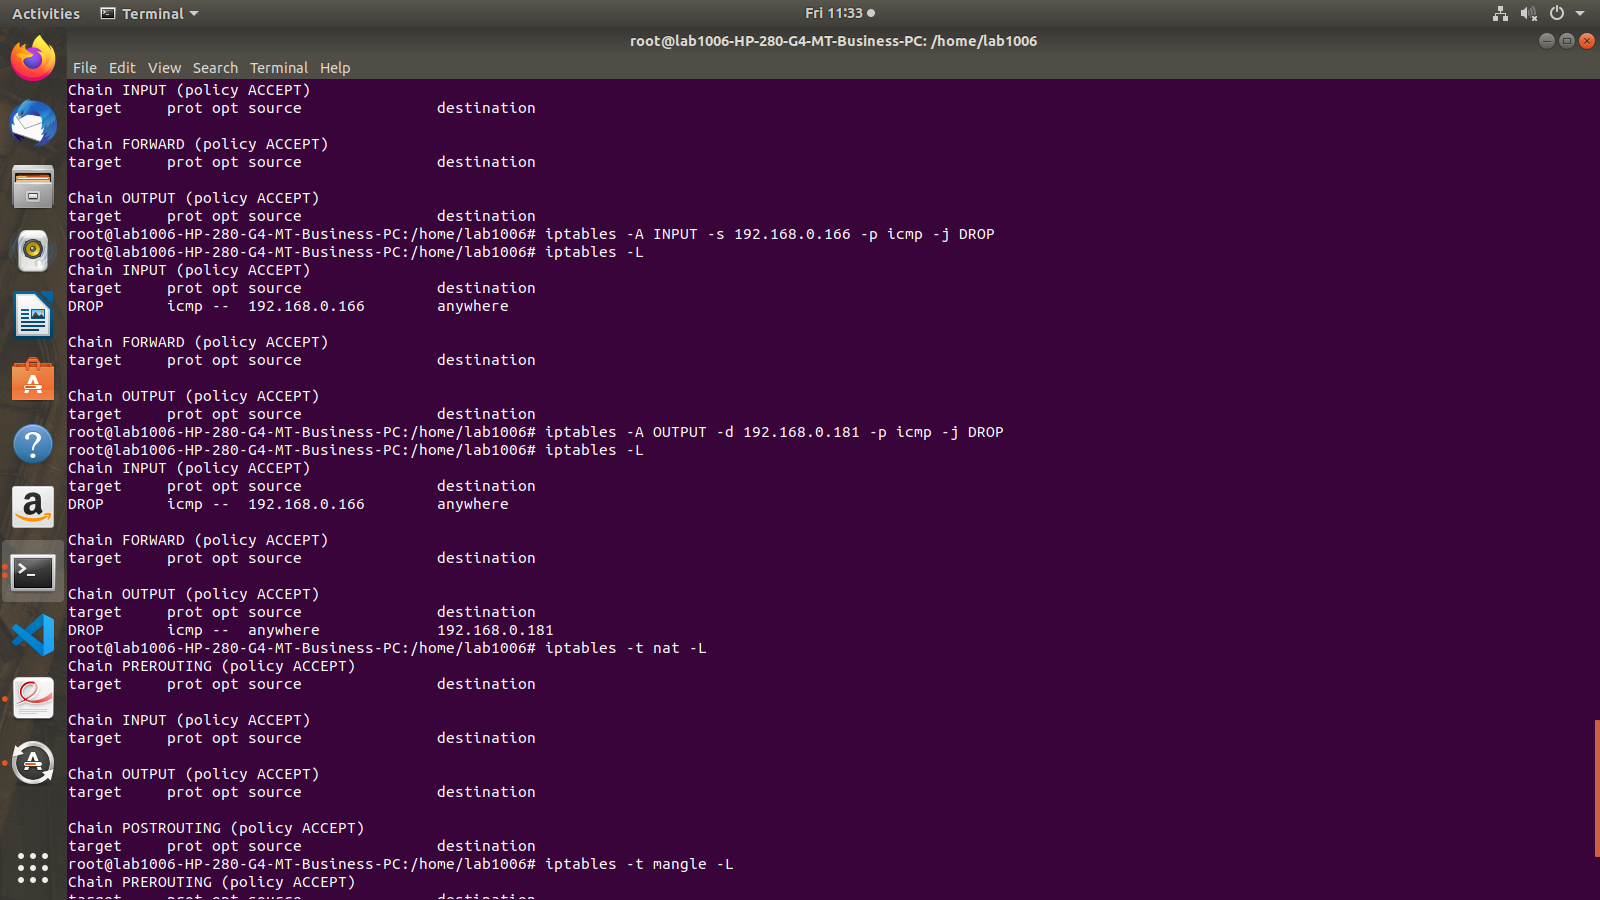 Activities Terminal Fri 11:33
root@lab1006-HP-280-G4-MT-Business-PC: /home/lab1006
File Edit View Search Terminal Help
Chain INPUT (policy ACCEPT)
target     prot opt source               destination

Chain FORWARD (policy ACCEPT)
target     prot opt source               destination

Chain OUTPUT (policy ACCEPT)
target     prot opt source               destination
root@lab1006-HP-280-G4-MT-Business-PC:/home/lab1006# iptables -A INPUT -s 192.168.0.166 -p icmp -j DROP
root@lab1006-HP-280-G4-MT-Business-PC:/home/lab1006# iptables -L
Chain INPUT (policy ACCEPT)
target     prot opt source               destination
DROP       icmp --  192.168.0.166        anywhere

Chain FORWARD (policy ACCEPT)
target     prot opt source               destination

Chain OUTPUT (policy ACCEPT)
target     prot opt source               destination
root@lab1006-HP-280-G4-MT-Business-PC:/home/lab1006# iptables -A OUTPUT -d 192.168.0.181 -p icmp -j DROP
root@lab1006-HP-280-G4-MT-Business-PC:/home/lab1006# iptables -L
Chain INPUT (policy ACCEPT)
target     prot opt source               destination
DROP       icmp --  192.168.0.166        anywhere

Chain FORWARD (policy ACCEPT)
target     prot opt source               destination

Chain OUTPUT (policy ACCEPT)
target     prot opt source               destination
DROP       icmp --  anywhere             192.168.0.181
root@lab1006-HP-280-G4-MT-Business-PC:/home/lab1006# iptables -t nat -L
Chain PREROUTING (policy ACCEPT)
target     prot opt source               destination

Chain INPUT (policy ACCEPT)
target     prot opt source               destination

Chain OUTPUT (policy ACCEPT)
target     prot opt source               destination

Chain POSTROUTING (policy ACCEPT)
target     prot opt source               destination
root@lab1006-HP-280-G4-MT-Business-PC:/home/lab1006# iptables -t mangle -L
Chain PREROUTING (policy ACCEPT)